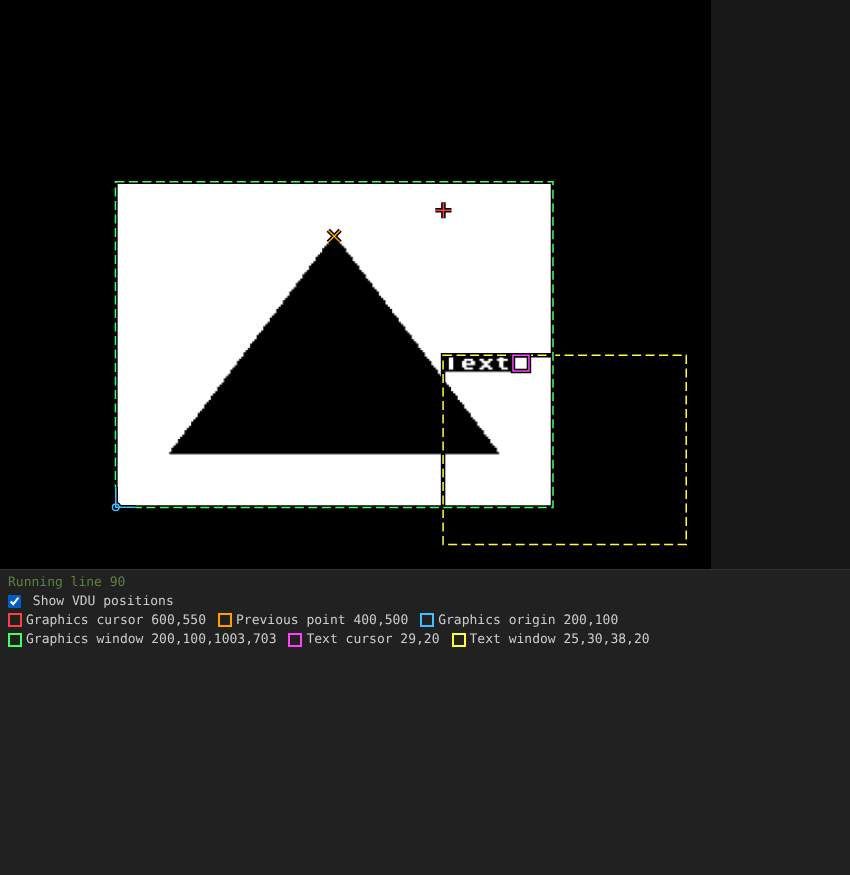 Text
Running line 90
Show VDU positions
Graphics cursor 600,550 Previous point 400,500 Graphics origin 200,100
Graphics window 200,100,1003,703 Text cursor 29,20 Text window 25,30,38,20